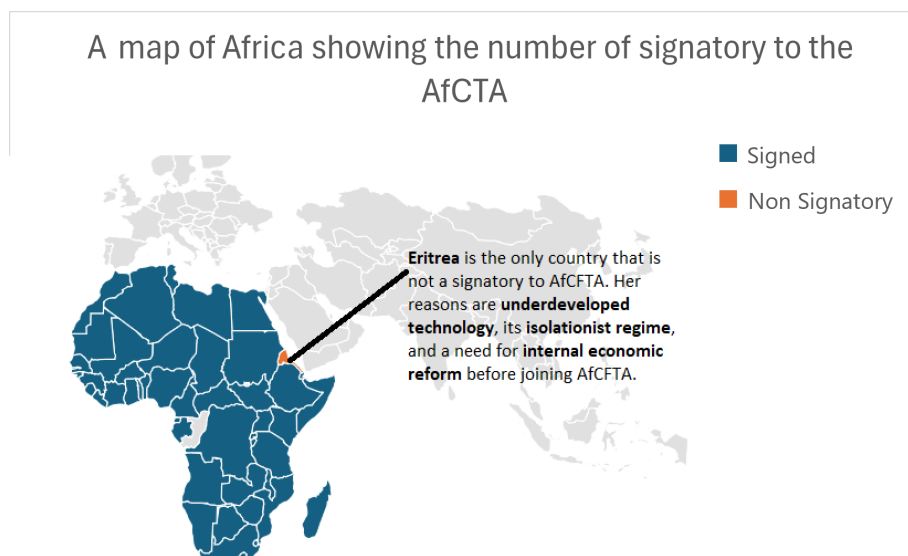 A map of Africa showing the number of signatory to the
AfCTA
Signed
Non Signatory
Eritrea is the only country that is
not a signatory to AfCFTA. Her
reasons are underdeveloped
technology, its isolationist regime,
and a need for internal economic
reform before joining AfCFTA.